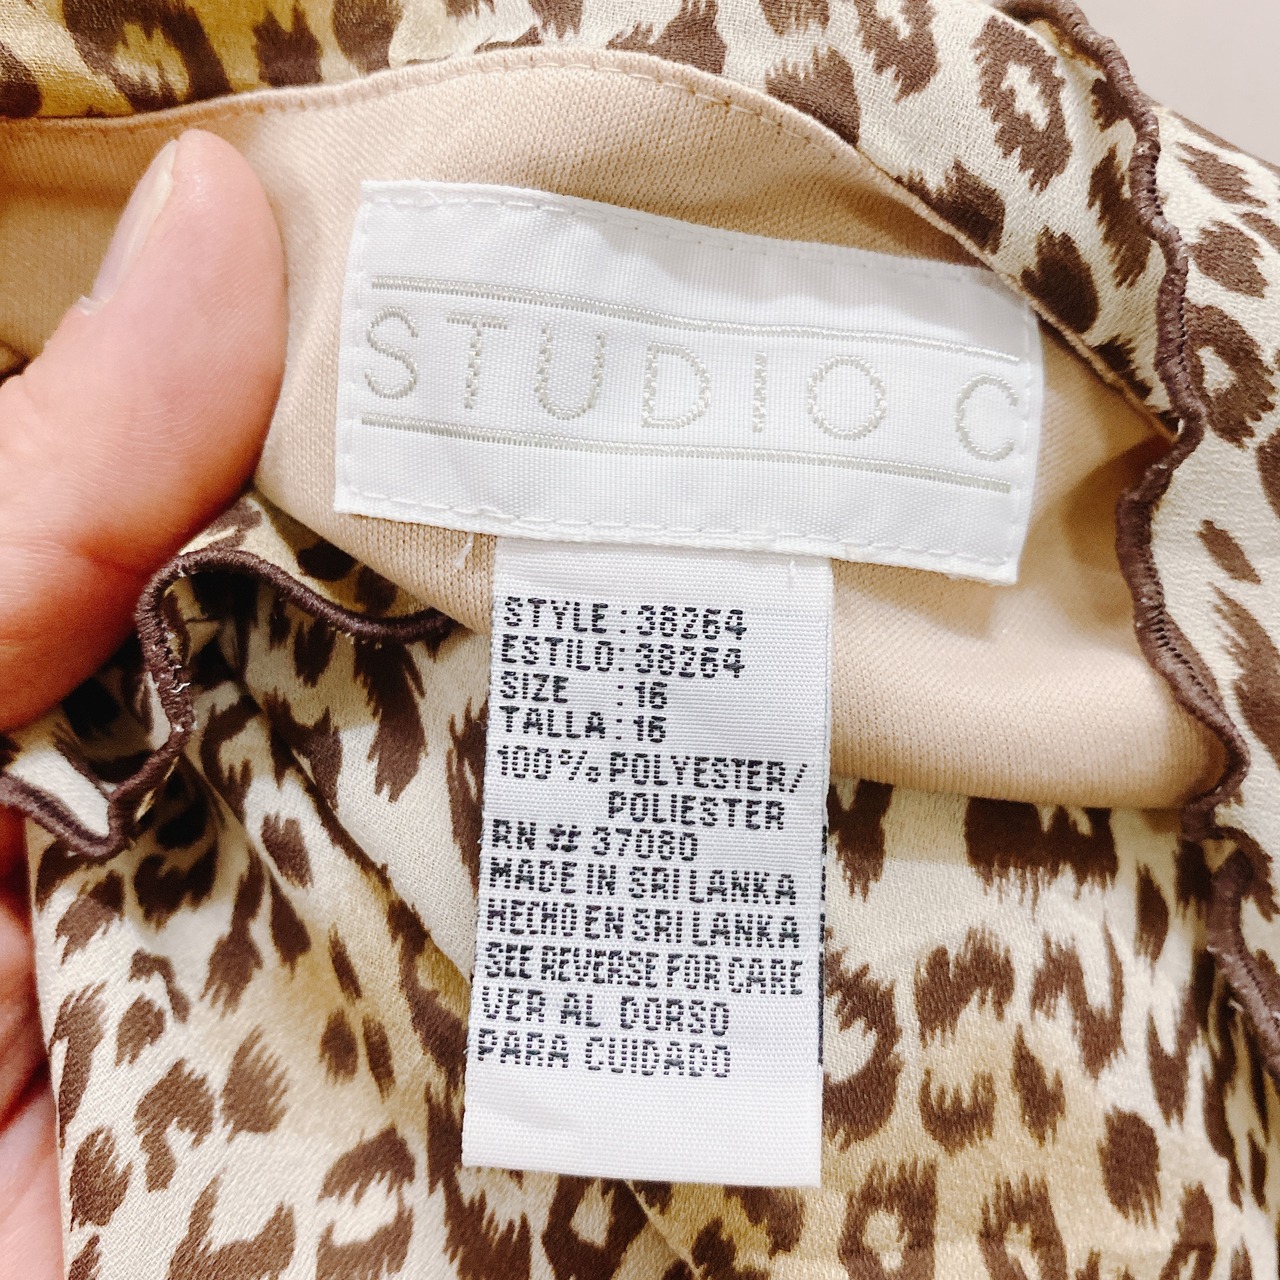 STUDIO C
STYLE : 38264
ESTILO: 38264
SIZE : 16
TALLA : 16
100% POLYESTER/
POLIESTER
RN # 37080
MADE IN SRI LANKA
HECHO EN SRI LANKA
SEE REVERSE FOR CARE
VER AL DORSO
PARA CUIDADO